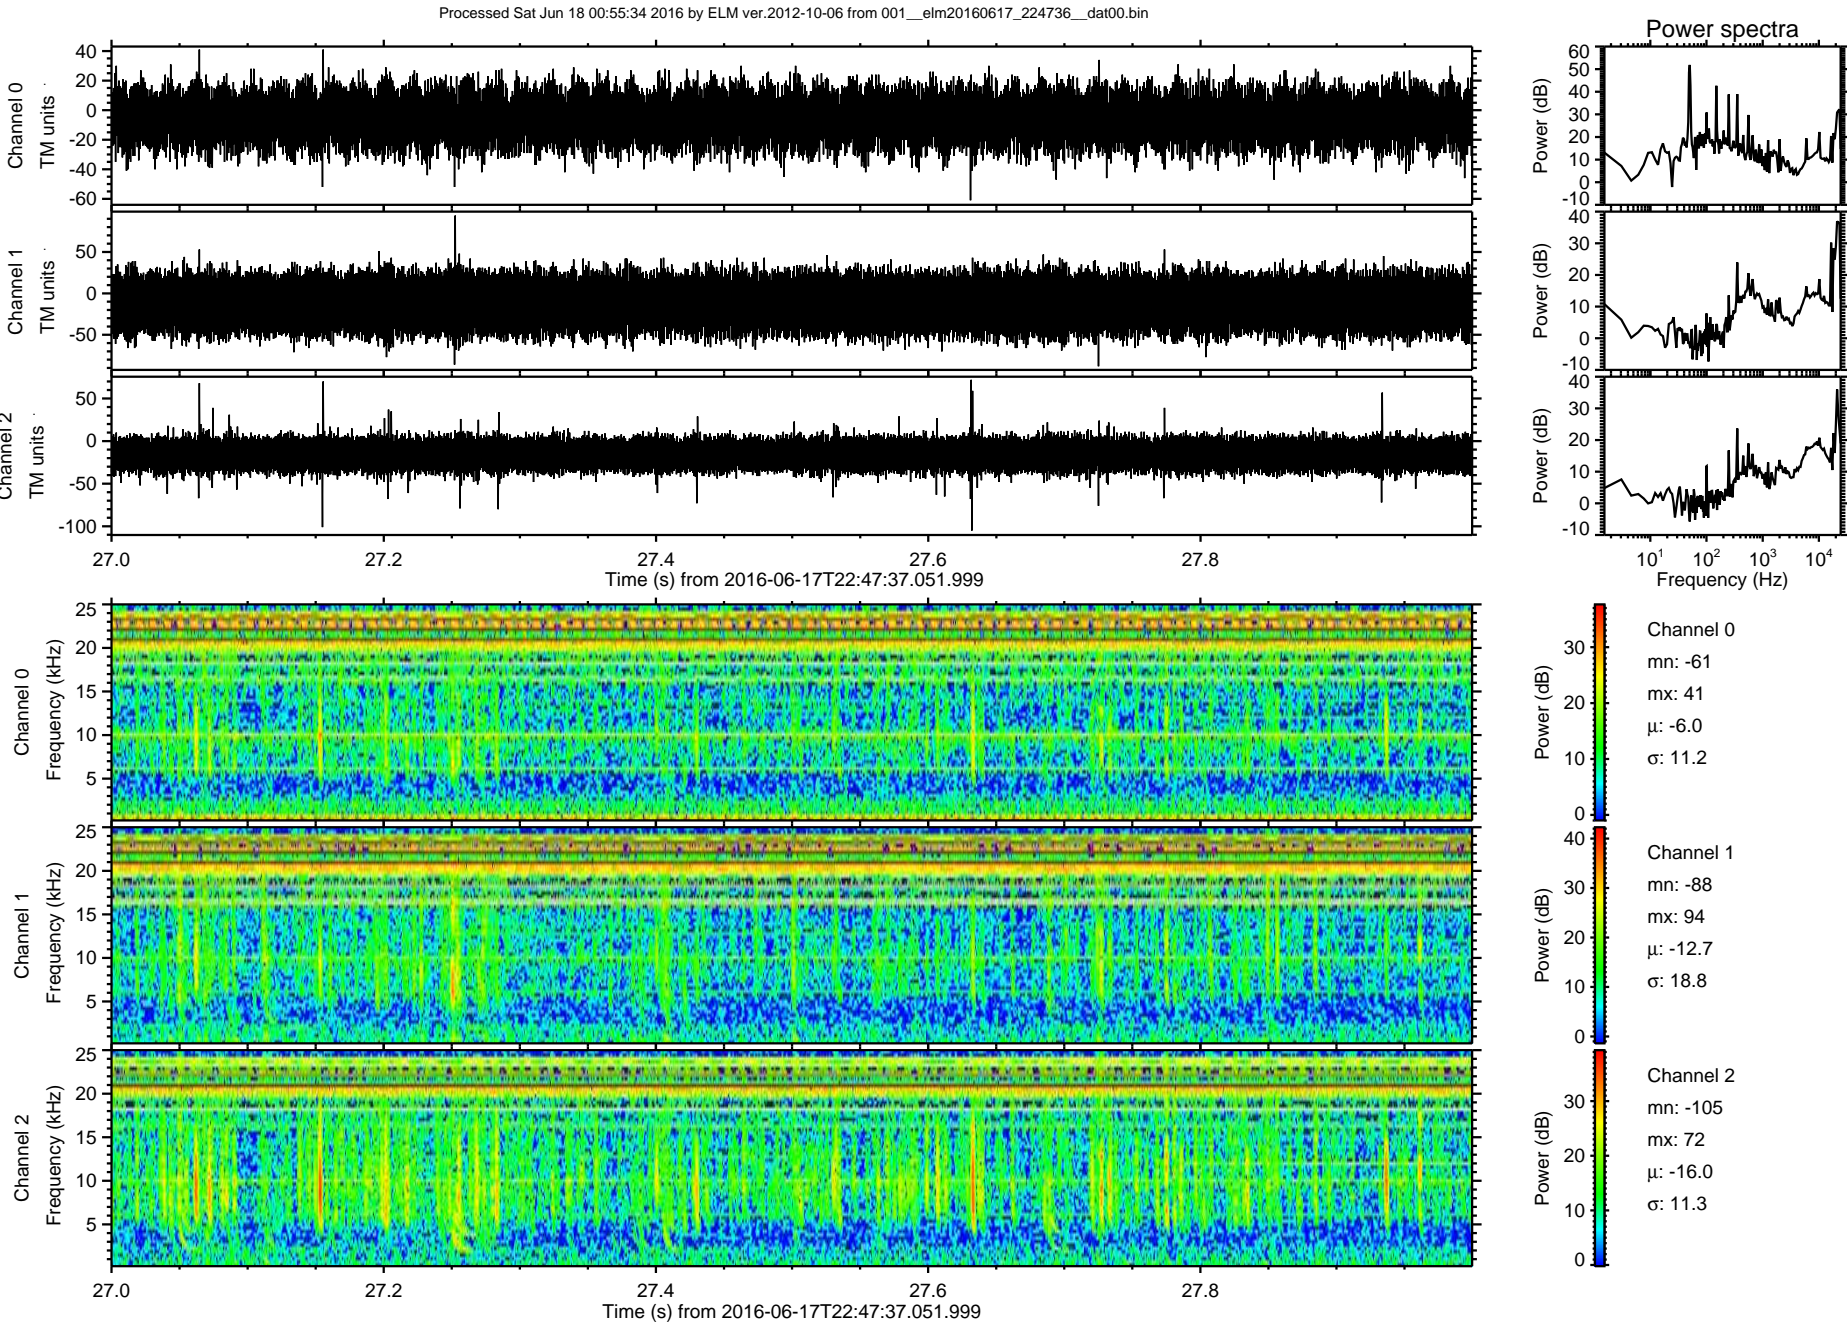 Processed Sat Jun 18 00:55:34 2016 by ELM ver.2012-10-06 from 001__elm20160617_224736__dat00.bin
Power spectra
Channel 0
TM units
40
20
0
-20
-40
-60
Power (dB)
60
50
40
30
20
10
0
-10
Channel 1
TM units
50
0
-50
Power (dB)
40
30
20
10
0
-10
Channel 2
TM units
50
0
-50
-100
Power (dB)
40
30
20
10
0
-10
27.0 27.2 27.4 27.6 27.8
Time (s) from 2016-06-17T22:47:37.051.999
10¹ 10² 10³ 10⁴
Frequency (Hz)
Channel 0
Frequency (kHz)
25
20
15
10
5
Power (dB)
30
20
10
0
Channel 0
mn: -61
mx: 41
µ: -6.0
σ: 11.2
Channel 1
Frequency (kHz)
25
20
15
10
5
Power (dB)
40
30
20
10
0
Channel 1
mn: -88
mx: 94
µ: -12.7
σ: 18.8
Channel 2
Frequency (kHz)
25
20
15
10
5
Power (dB)
30
20
10
0
Channel 2
mn: -105
mx: 72
µ: -16.0
σ: 11.3
27.0 27.2 27.4 27.6 27.8
Time (s) from 2016-06-17T22:47:37.051.999